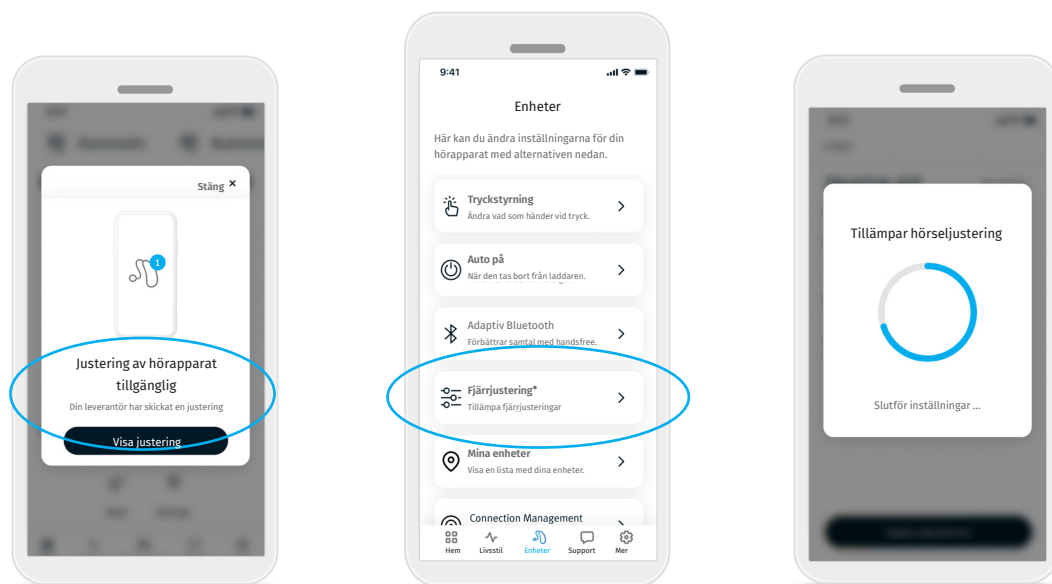 Stäng ×
1
Justering av hörapparat
tillgänglig
Din leverantör har skickat en justering
Visa justering
9:41
Enheter
Här kan du ändra inställningarna för din
hörapparat med alternativen nedan.
Tryckstyrning
Ändra vad som händer vid tryck.
Auto på
När den tas bort från laddaren.
Adaptiv Bluetooth
Förbättrar samtal med handsfree.
Fjärrjustering*
Tillämpa fjärrjusteringar
Mina enheter
Visa en lista med dina enheter.
Connection Management
Hem Livsstil Enheter Support Mer
Tillämpar hörseljustering
Slutför inställningar ...